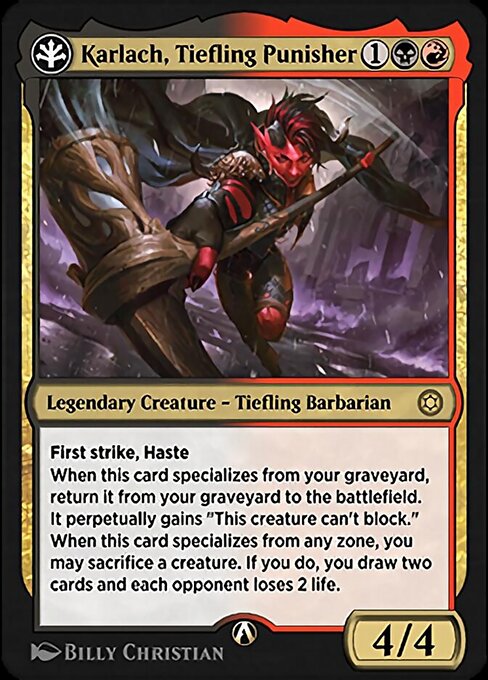 Karlach, Tiefling Punisher 1
Legendary Creature - Tiefling Barbarian
First strike, Haste
When this card specializes from your graveyard,
return it from your graveyard to the battlefield.
It perpetually gains "This creature can't block."
When this card specializes from any zone, you
may sacrifice a creature. If you do, you draw two
cards and each opponent loses 2 life.
4/4
BILLY CHRISTIAN